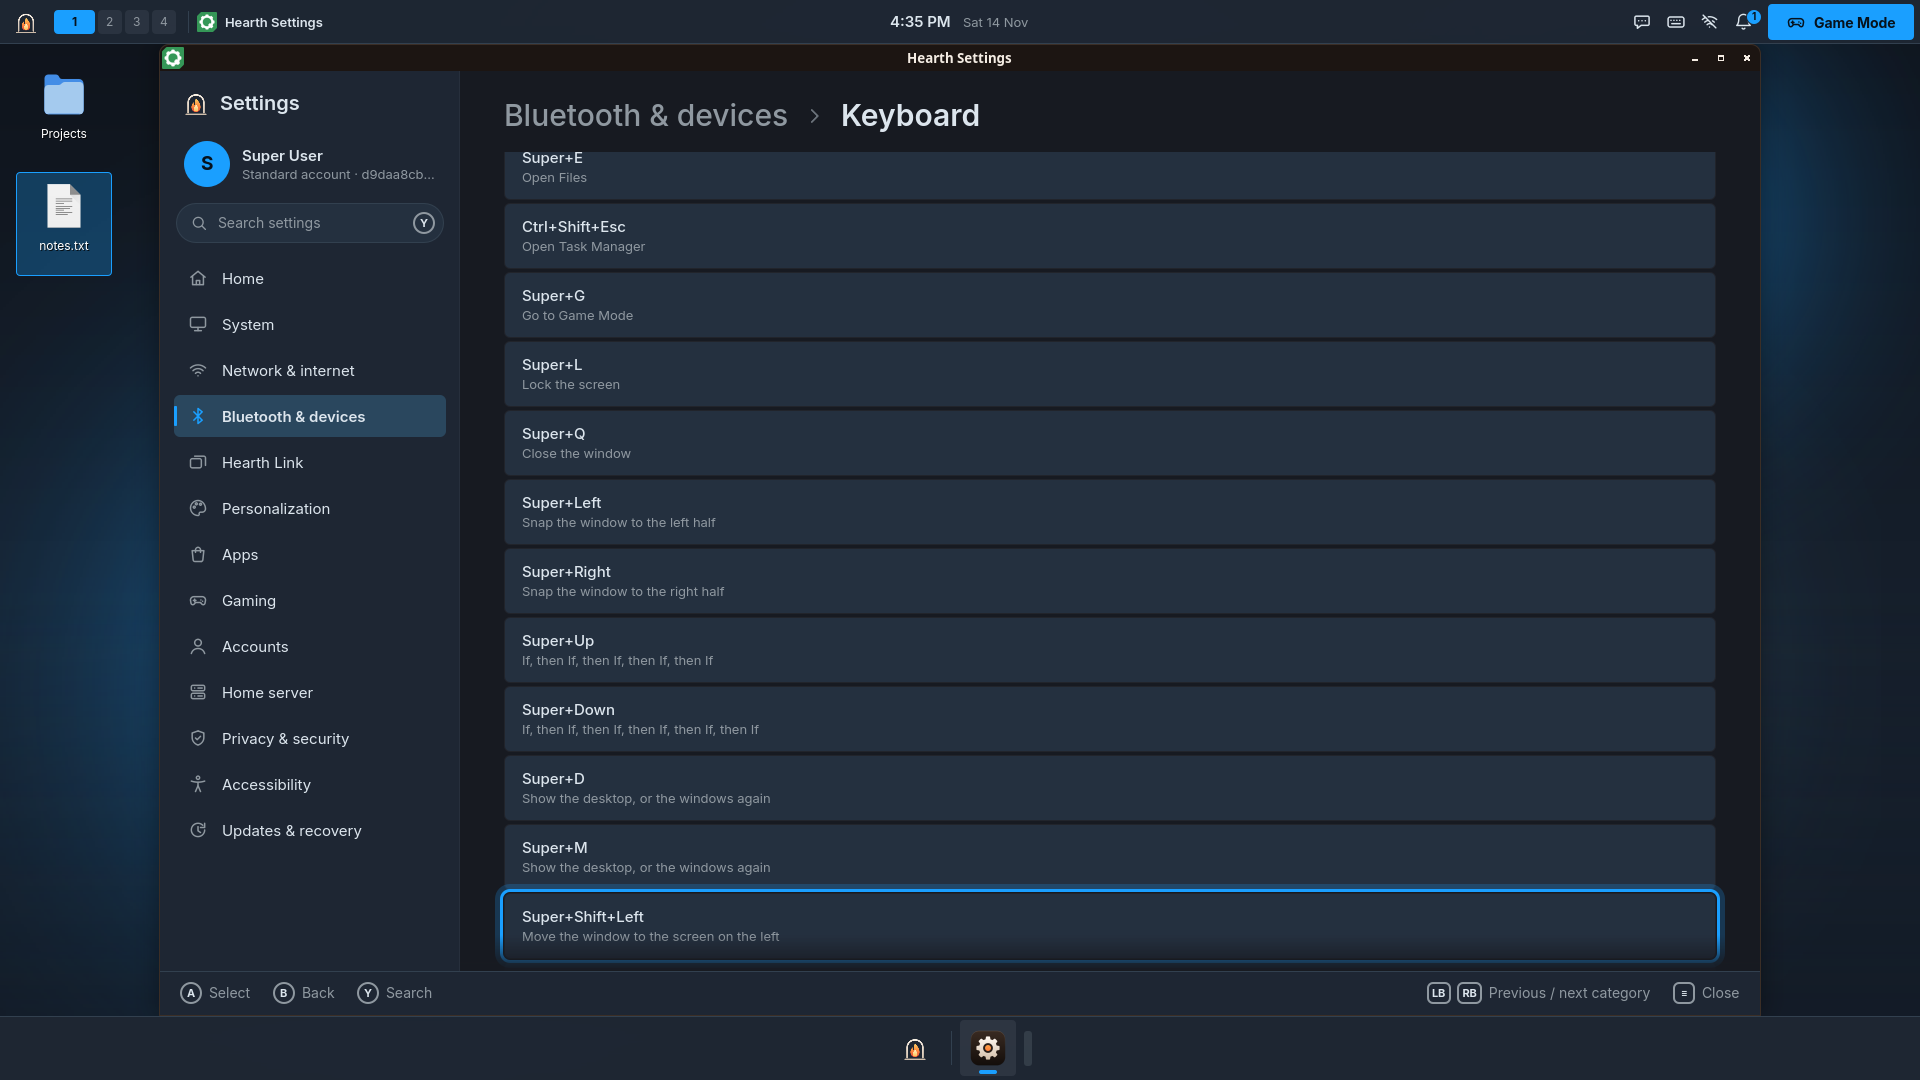 1
2
3
4
Hearth Settings
4:35 PM
Sat 14 Nov
1
Game Mode
Hearth Settings
Projects
notes.txt
Settings
S
Super User
Standard account · d9daa8cb...
Search settings
Y
Home
System
Network & internet
Bluetooth & devices
Hearth Link
Personalization
Apps
Gaming
Accounts
Home server
Privacy & security
Accessibility
Updates & recovery
Bluetooth & devices > Keyboard
Super+E
Open Files
Ctrl+Shift+Esc
Open Task Manager
Super+G
Go to Game Mode
Super+L
Lock the screen
Super+Q
Close the window
Super+Left
Snap the window to the left half
Super+Right
Snap the window to the right half
Super+Up
If, then If, then If, then If, then If
Super+Down
If, then If, then If, then If, then If, then If
Super+D
Show the desktop, or the windows again
Super+M
Show the desktop, or the windows again
Super+Shift+Left
Move the window to the screen on the left
A Select
B Back
Y Search
LB RB Previous / next category
Close